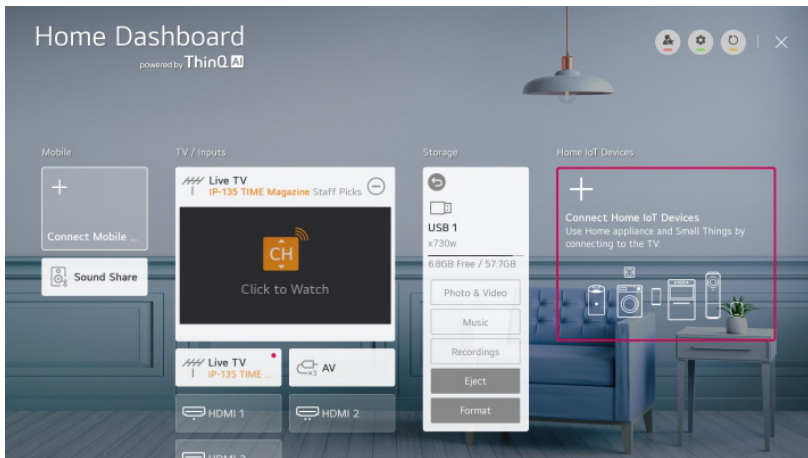 Home Dashboard
powered by ThinQ AI
Mobile
TV / Inputs
Storage
Home IoT Devices
Connect Mobile ...
Sound Share
Live TV
IP-135 TIME Magazine Staff Picks
CH
Click to Watch
Live TV
IP-135 TIME ...
x3 AV
HDMI 1
HDMI 2
HDMI 3
USB 1
x730w
6.8GB Free / 57.7GB
Photo & Video
Music
Recordings
Eject
Format
Connect Home IoT Devices
Use Home appliance and Small Things by
connecting to the TV.